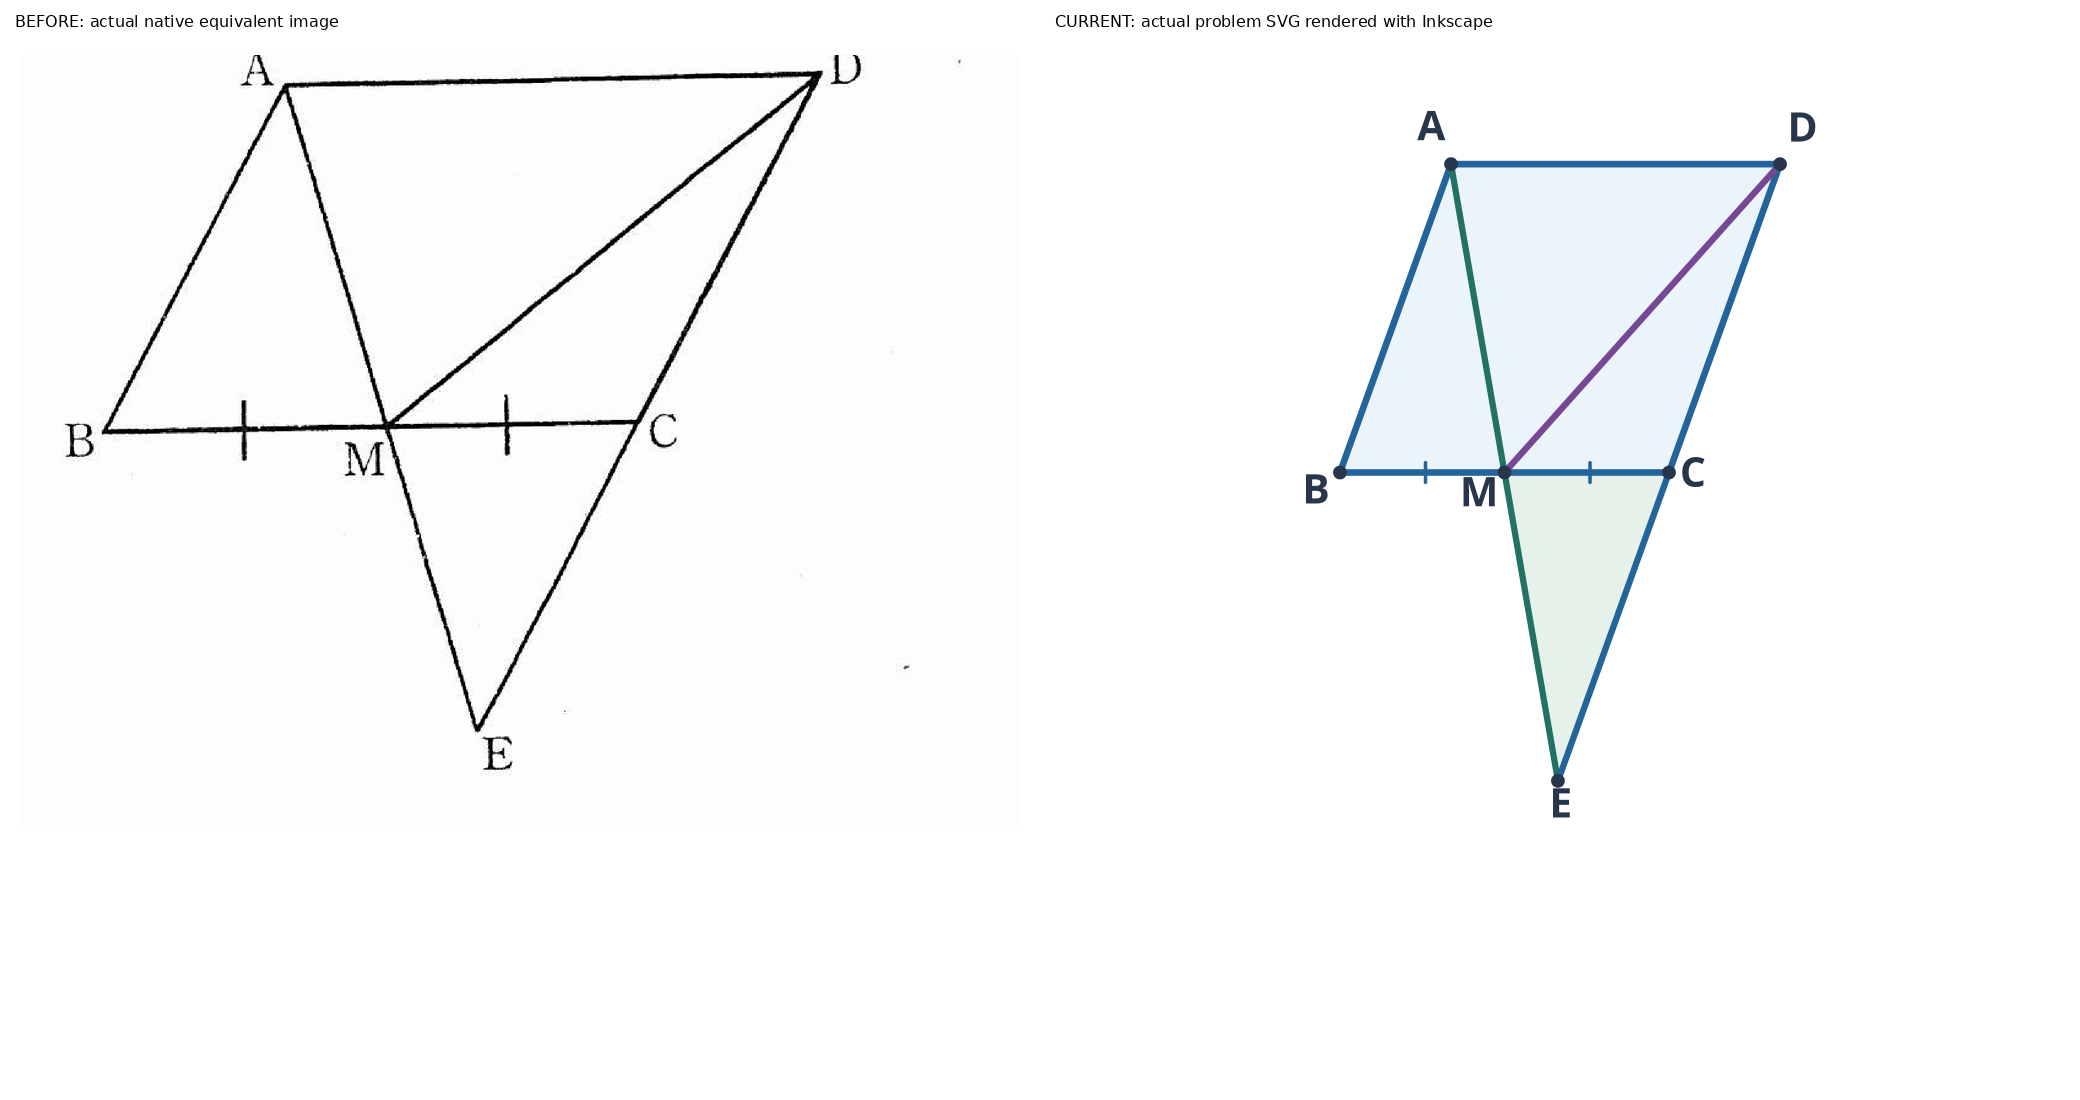 BEFORE: actual native equivalent image
CURRENT: actual problem SVG rendered with Inkscape
A
D
B
M
C
E
A
D
B
M
C
E